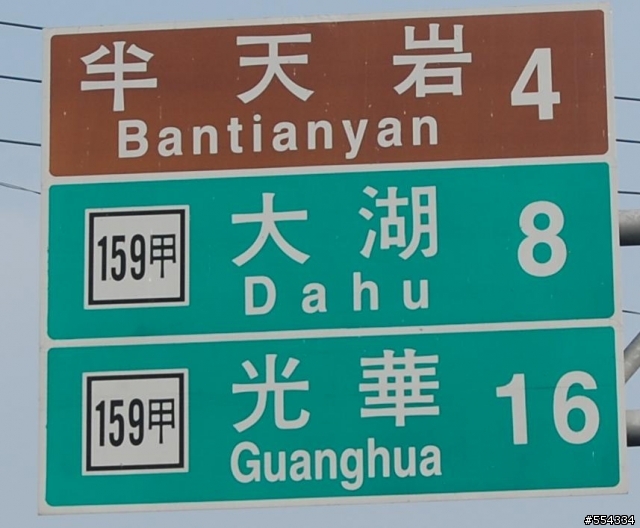 半天岩 4
Bantianyan
159甲 大湖 8
Dahu
159甲 光華 16
Guanghua
#554334